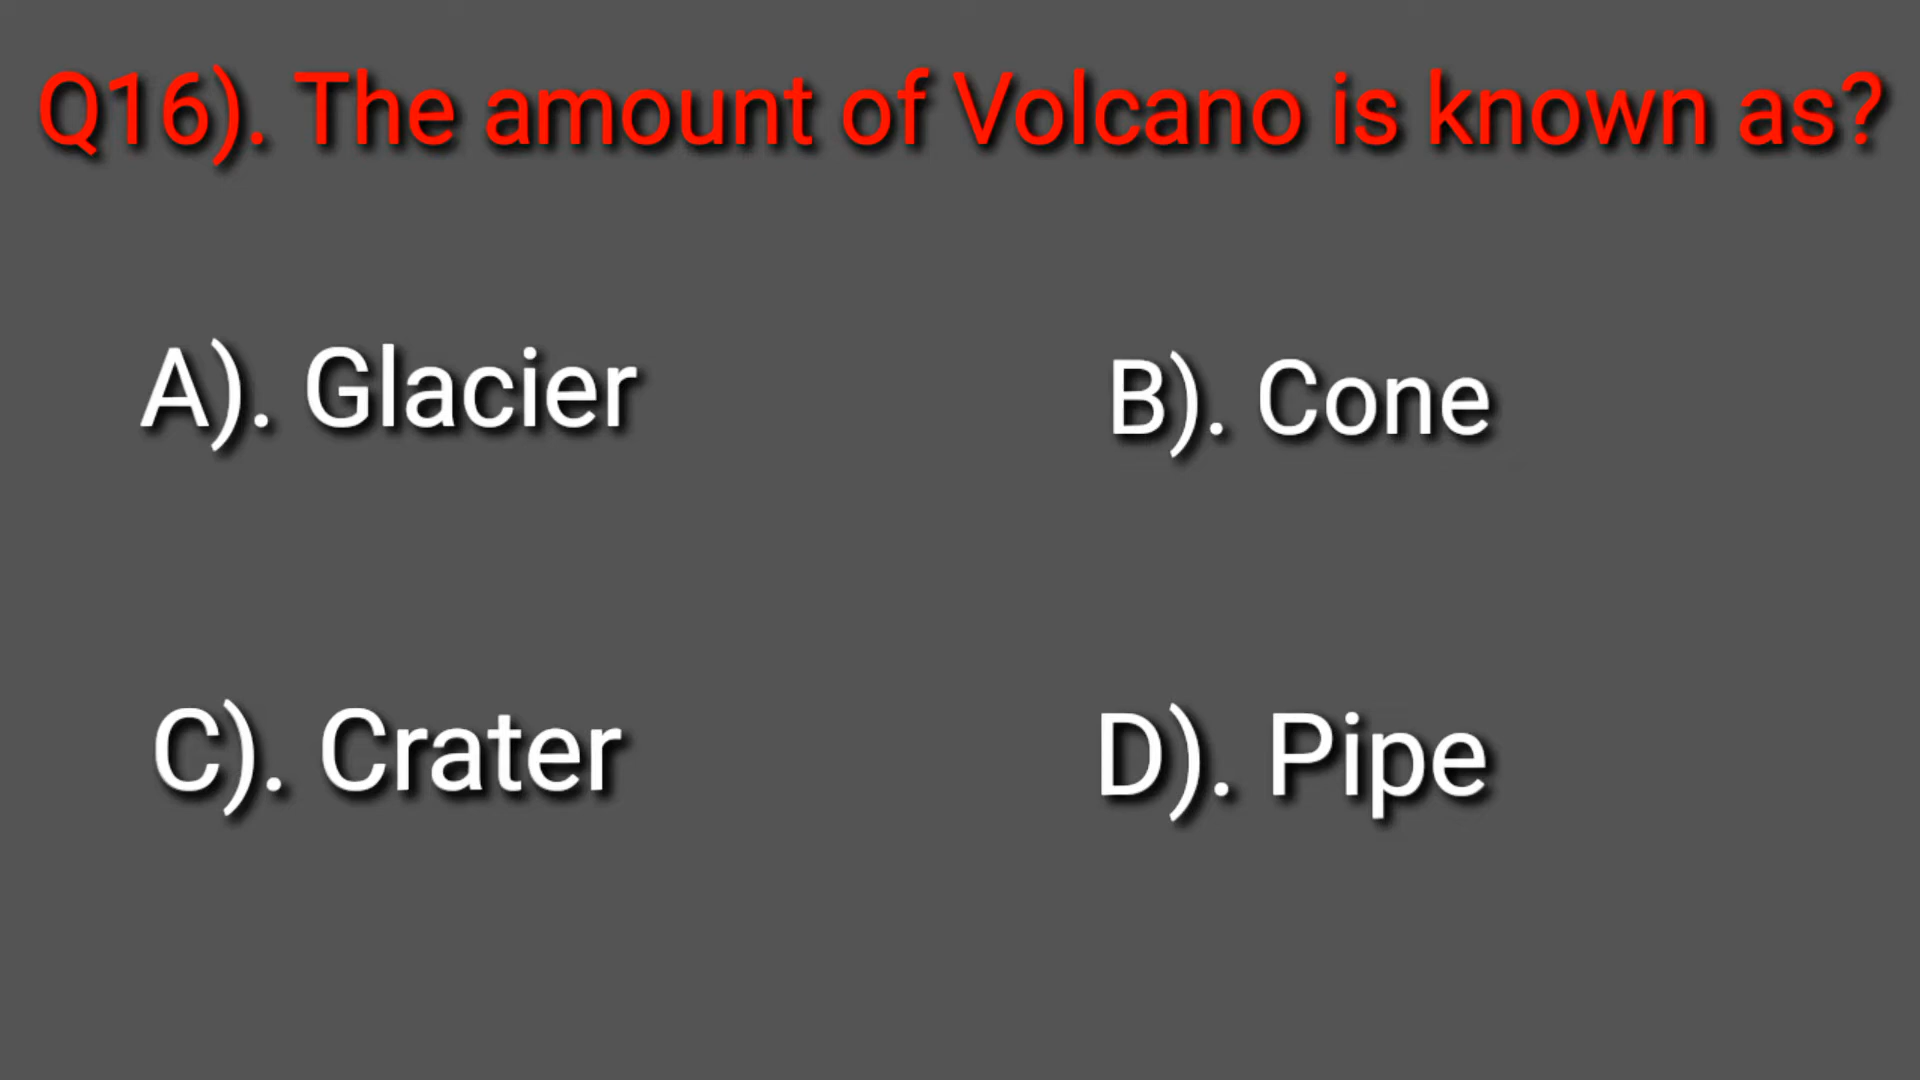 Q16). The amount of Volcano is known as?
A). Glacier
B). Cone
C). Crater
D). Pipe